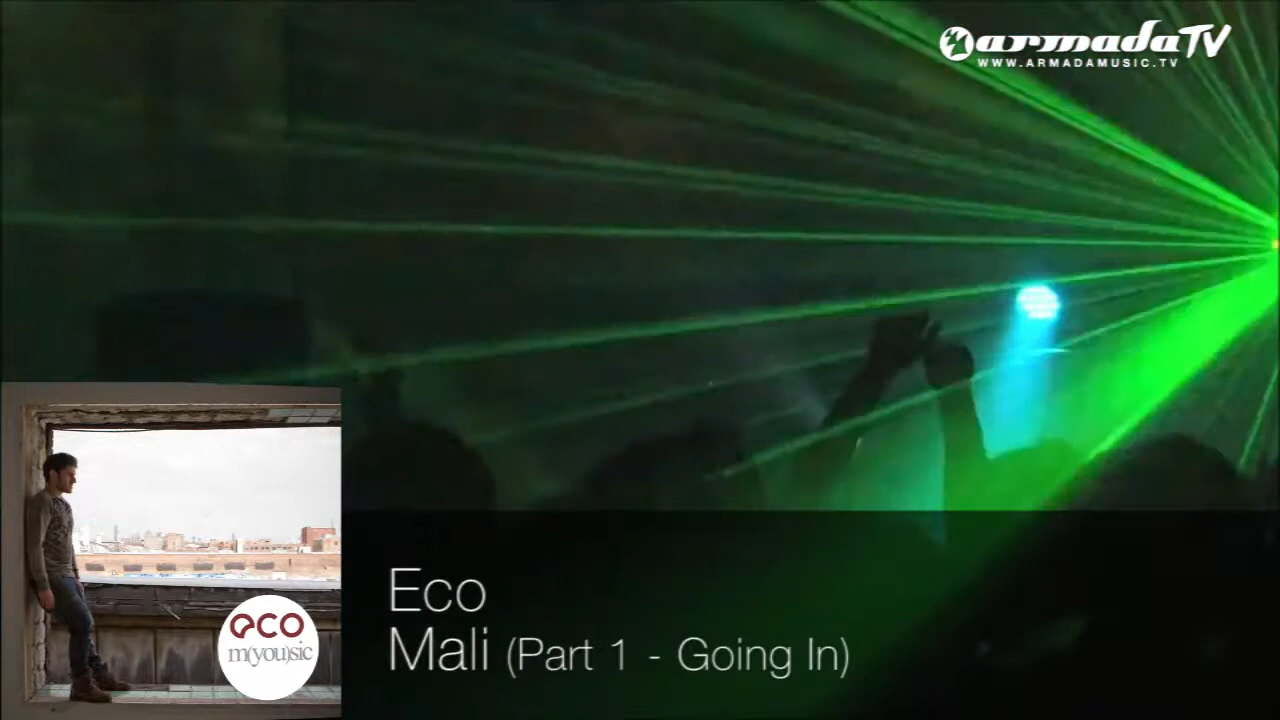 armadaTV
WWW.ARMADAMUSIC.TV
Eco
Mali (Part 1 - Going In)
eco
m(you)sic